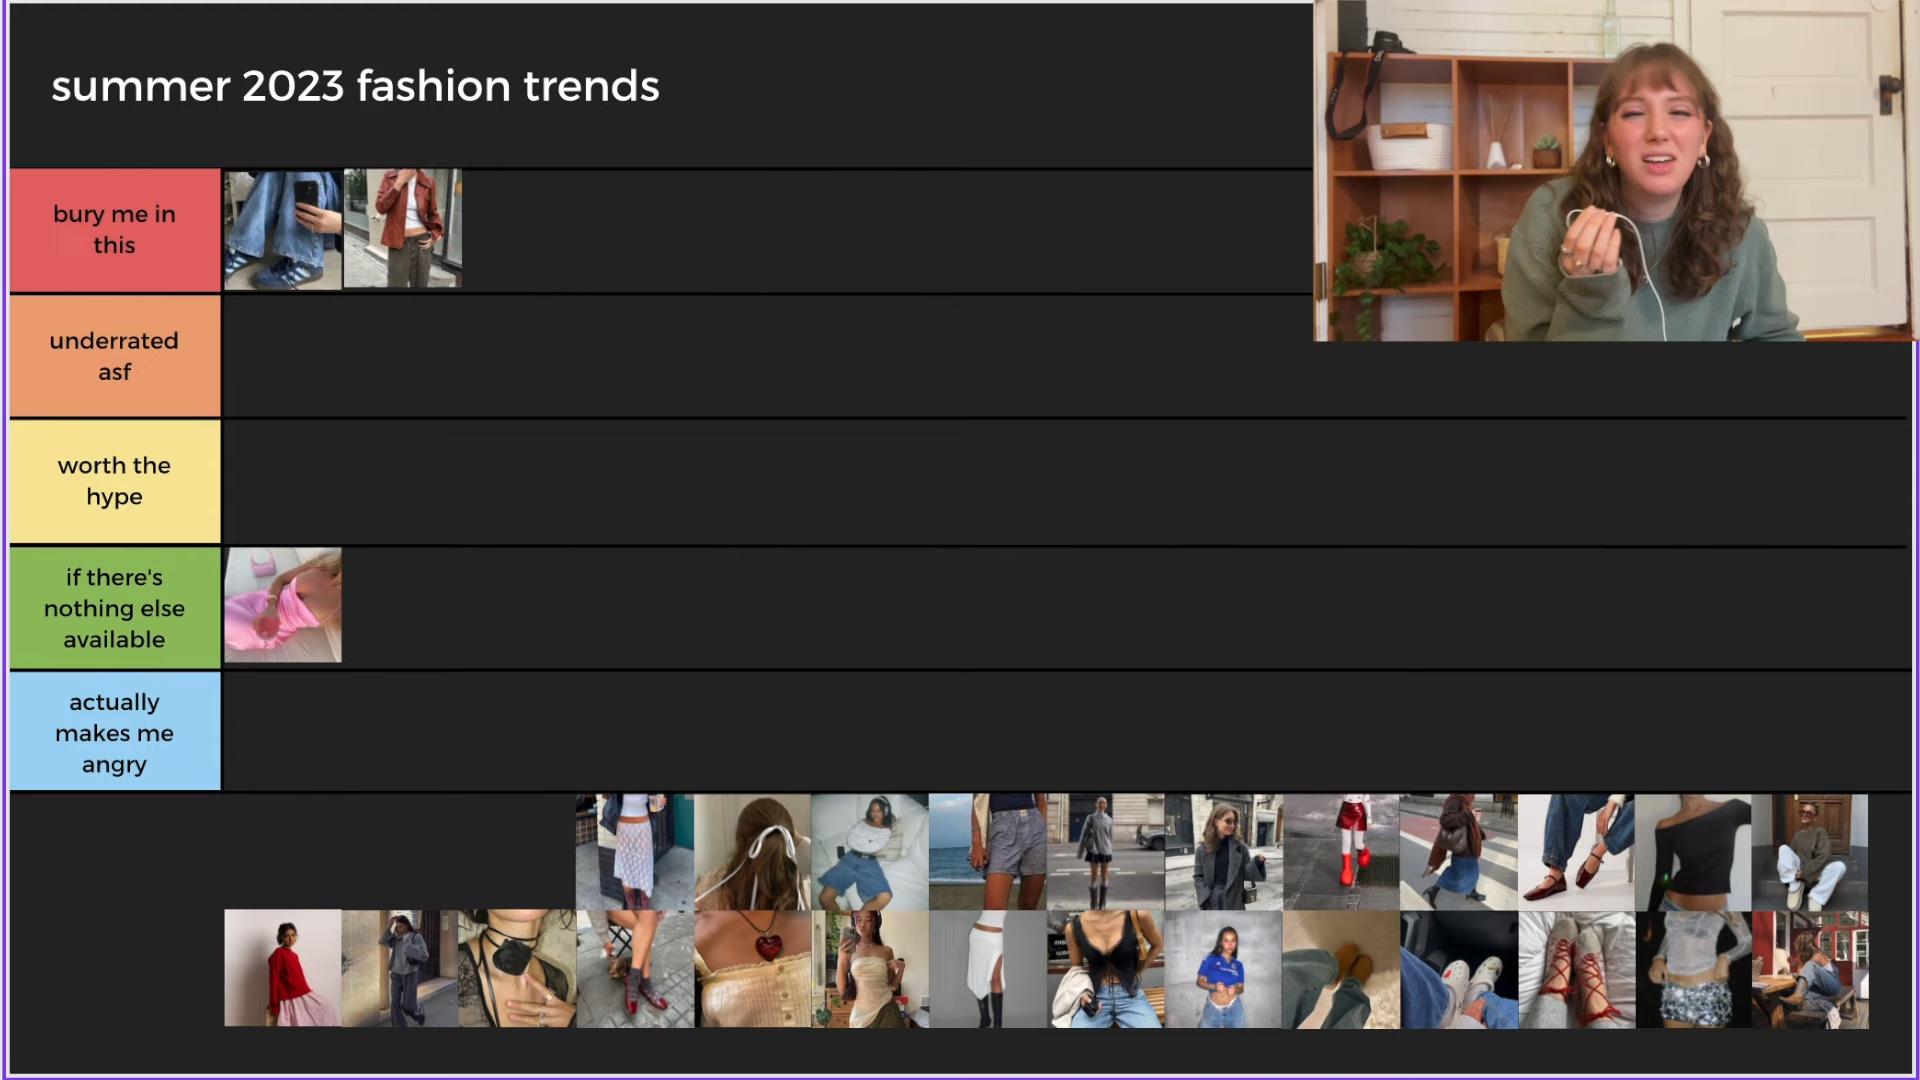 summer 2023 fashion trends
bury me in
this
underrated
asf
worth the
hype
if there's
nothing else
available
actually
makes me
angry